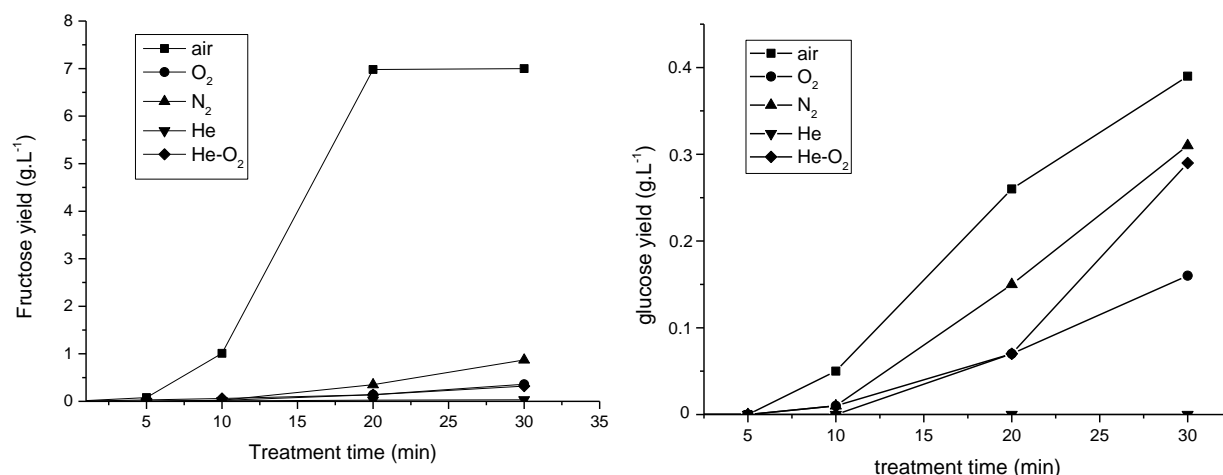 8
7
6
5
4
3
2
1
0
Fructose yield (g.L⁻¹)
air
O₂
N₂
He
He-O₂
5 10 15 20 25 30 35
Treatment time (min)
0.4
0.3
0.2
0.1
0
glucose yield (g.L⁻¹)
air
O₂
N₂
He
He-O₂
5 10 15 20 25 30
treatment time (min)